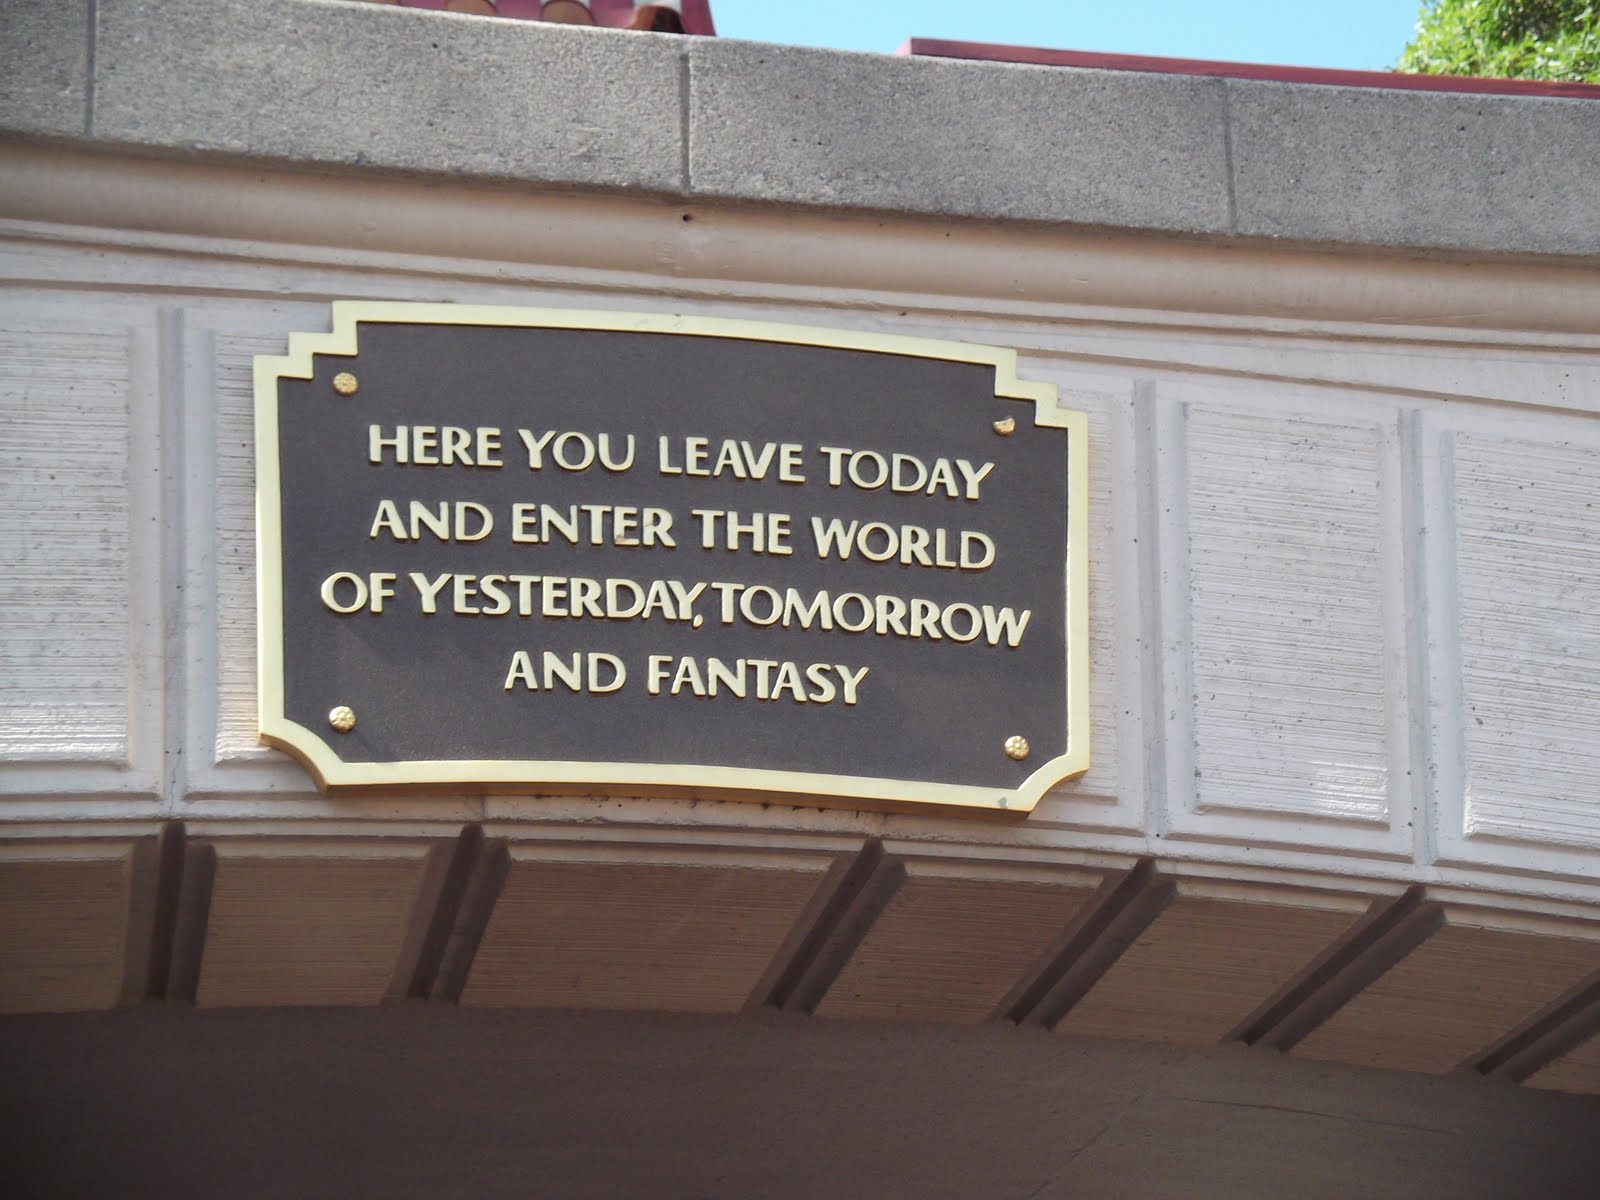 HERE YOU LEAVE TODAY
AND ENTER THE WORLD
OF YESTERDAY, TOMORROW
AND FANTASY